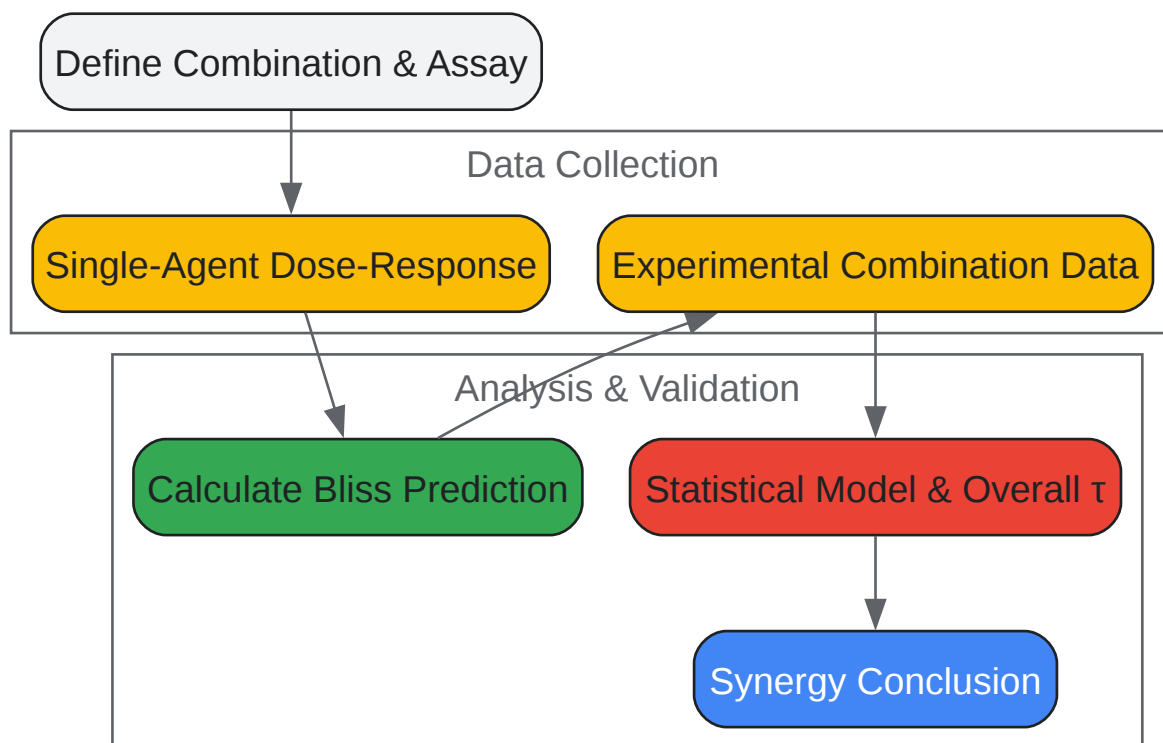 Define Combination & Assay
Data Collection
Single-Agent Dose-Response
Experimental Combination Data
Analysis & Validation
Calculate Bliss Prediction
Statistical Model & Overall τ
Synergy Conclusion